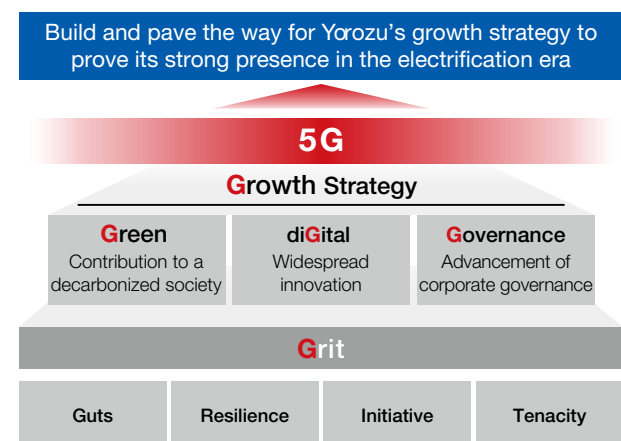 Build and pave the way for Yorozu's growth strategy to
prove its strong presence in the electrification era
5G
Growth Strategy
Green
Contribution to a
decarbonized society
diGital
Widespread
innovation
Governance
Advancement of
corporate governance
Grit
Guts
Resilience
Initiative
Tenacity